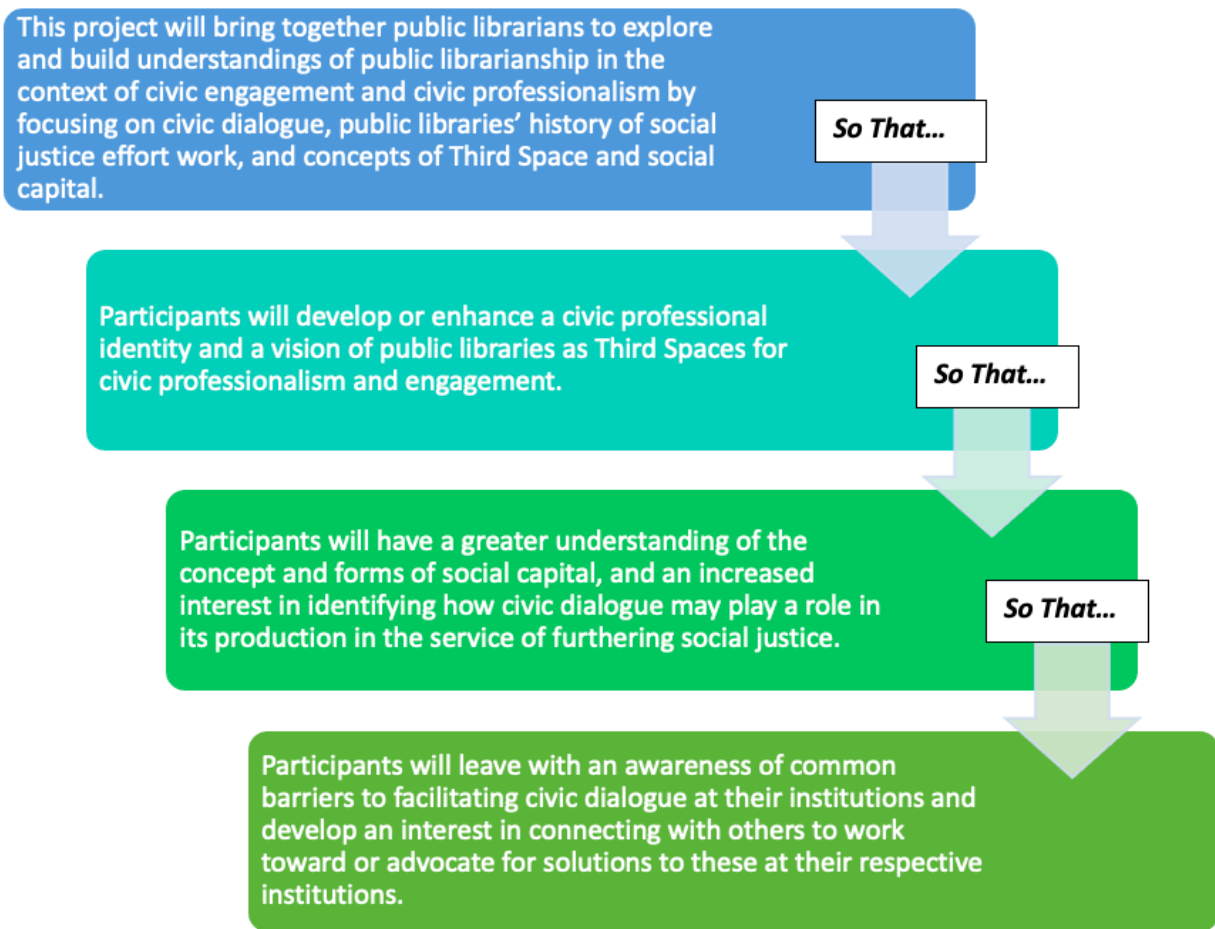 This project will bring together public librarians to explore
and build understandings of public librarianship in the
context of civic engagement and civic professionalism by
focusing on civic dialogue, public libraries’ history of social
justice effort work, and concepts of Third Space and social
capital.
So That...
Participants will develop or enhance a civic professional
identity and a vision of public libraries as Third Spaces for
civic professionalism and engagement.
So That...
Participants will have a greater understanding of the
concept and forms of social capital, and an increased
interest in identifying how civic dialogue may play a role in
its production in the service of furthering social justice.
So That...
Participants will leave with an awareness of common
barriers to facilitating civic dialogue at their institutions and
develop an interest in connecting with others to work
toward or advocate for solutions to these at their respective
institutions.